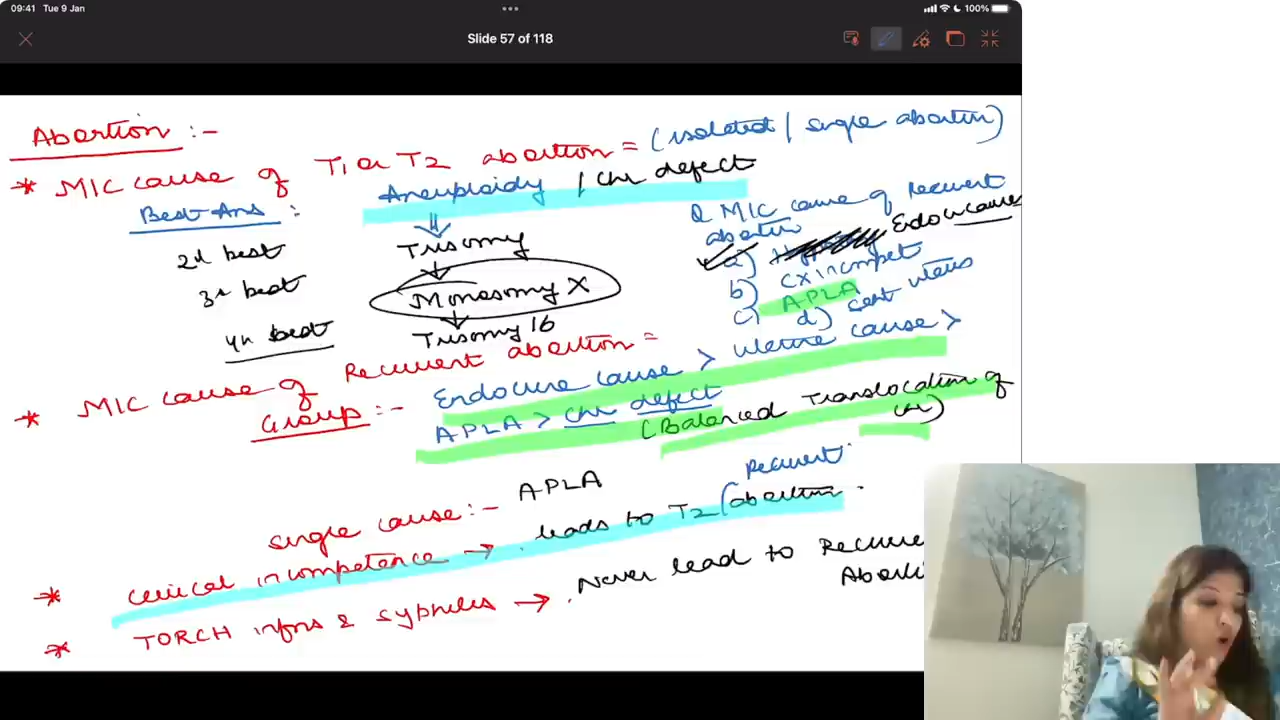 09:41 Tue 9 Jan
100%
Slide 57 of 118
Abortion :-
* MIC cause of T1 or T2 abortion = (isolated / single abortion)
Aneuploidy / Chr defect
Best Ans :
Trisomy
2nd best
Monosomy X
3rd best
Trisomy 16
4th best
Q MIC cause of Recurrent
abortion
a) Endocrine cause
b) Cx incompet
c) APLA
d) Sept uterus
* MIC cause of Recurrent abortion =
Group :- Endocrine cause > uterine cause >
APLA > chr defect
(Balanced Translocation of
chr)
single cause :- APLA
* cervical incompetence → leads to T2 (abortion .
Recurrent
* TORCH infns & syphilis → Never lead to Recurre
Aborti